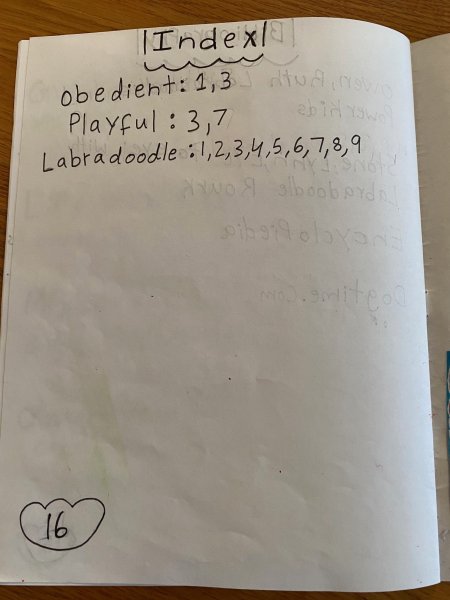 Index
obedient: 1,3
Playful: 3,7
Labradoodle: 1,2,3,4,5,6,7,8,9
16